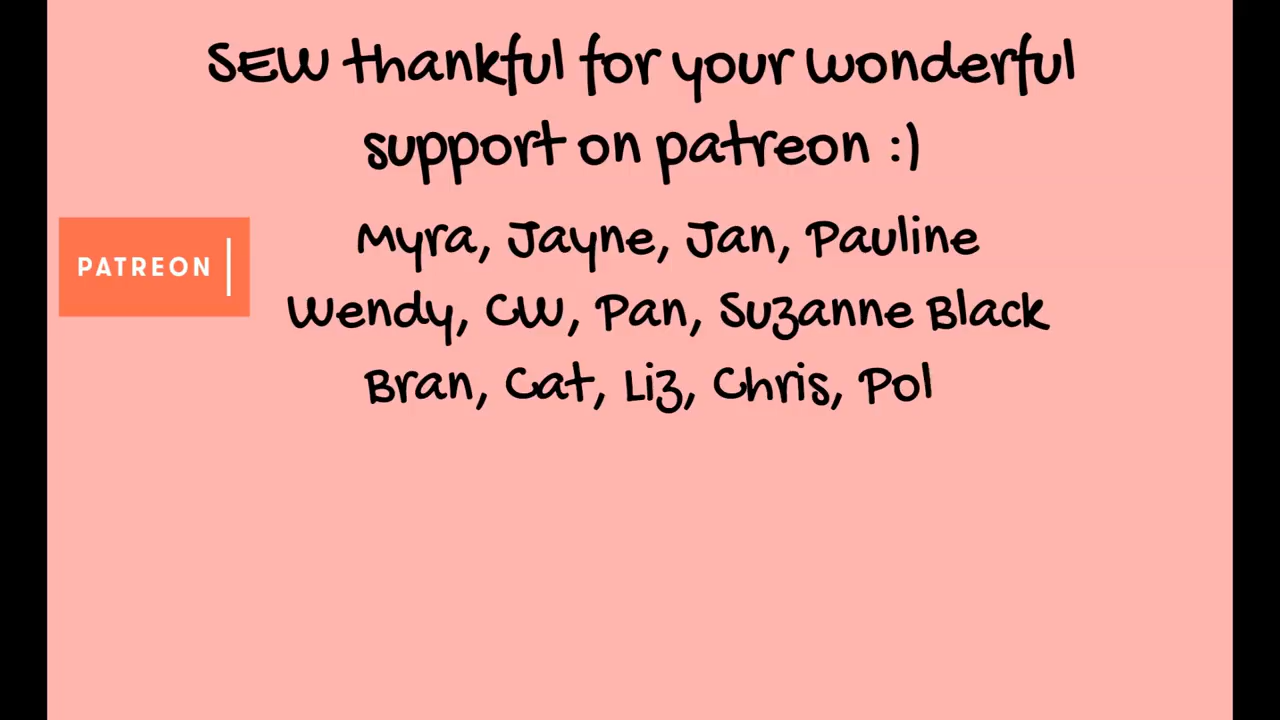 SEW thankful for your wonderful
support on patreon :)
Myra, Jayne, Jan, Pauline
PATREON
Wendy, CW, Pan, Suzanne Black
Bran, Cat, Liz, Chris, Pol